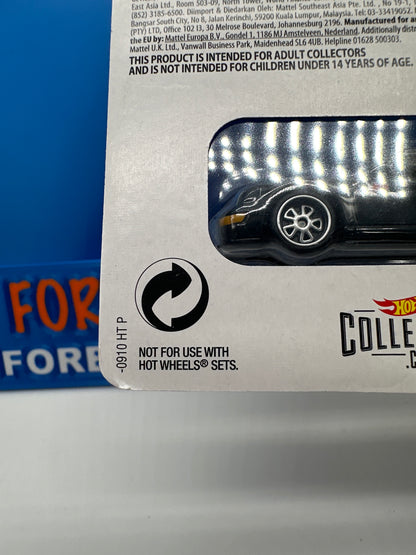 East Asia Ltd., Room 503-09, North Tower, World
(852) 3185-6500. Diimport & Diedarkan Oleh: Mattel Southeast Asia Pte. Ltd., No 19-1,
Bangsar South City, No 8, Jalan Kerinchi, 59200 Kuala Lumpur, Malaysia. Tel: 03-33419052.
(PTY) LTD, Office 102 I3, 30 Melrose Boulevard, Johannesburg 2196. Manufactured for
the EU by: Mattel Europa B.V., Gondel 1, 1186 MJ Amstelveen, Nederland. Additionally
Mattel U.K. Ltd., Vanwall Business Park, Maidenhead SL6 4UB. Helpline 01628 500303.
THIS PRODUCT IS INTENDED FOR ADULT COLLECTORS
AND IS NOT INTENDED FOR CHILDREN UNDER 14 YEARS OF AGE.
FOR
FORE
-0910 HT P
NOT FOR USE WITH
HOT WHEELS® SETS.
HOT
COLLE
.C